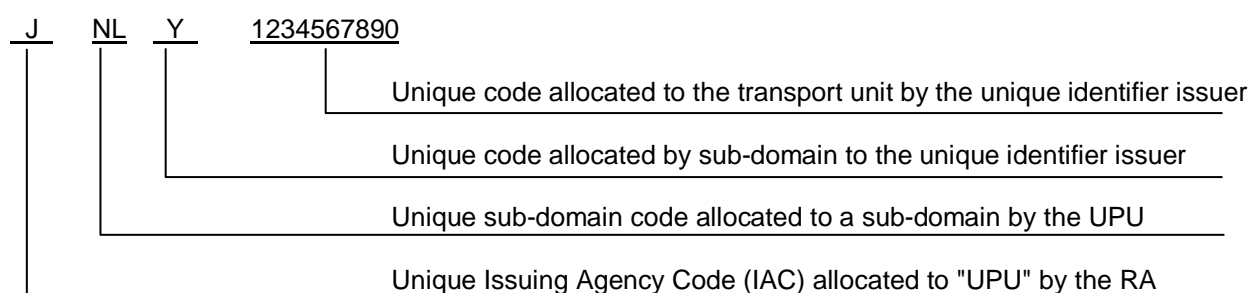 J NL Y 1234567890
Unique code allocated to the transport unit by the unique identifier issuer
Unique code allocated by sub-domain to the unique identifier issuer
Unique sub-domain code allocated to a sub-domain by the UPU
Unique Issuing Agency Code (IAC) allocated to "UPU" by the RA